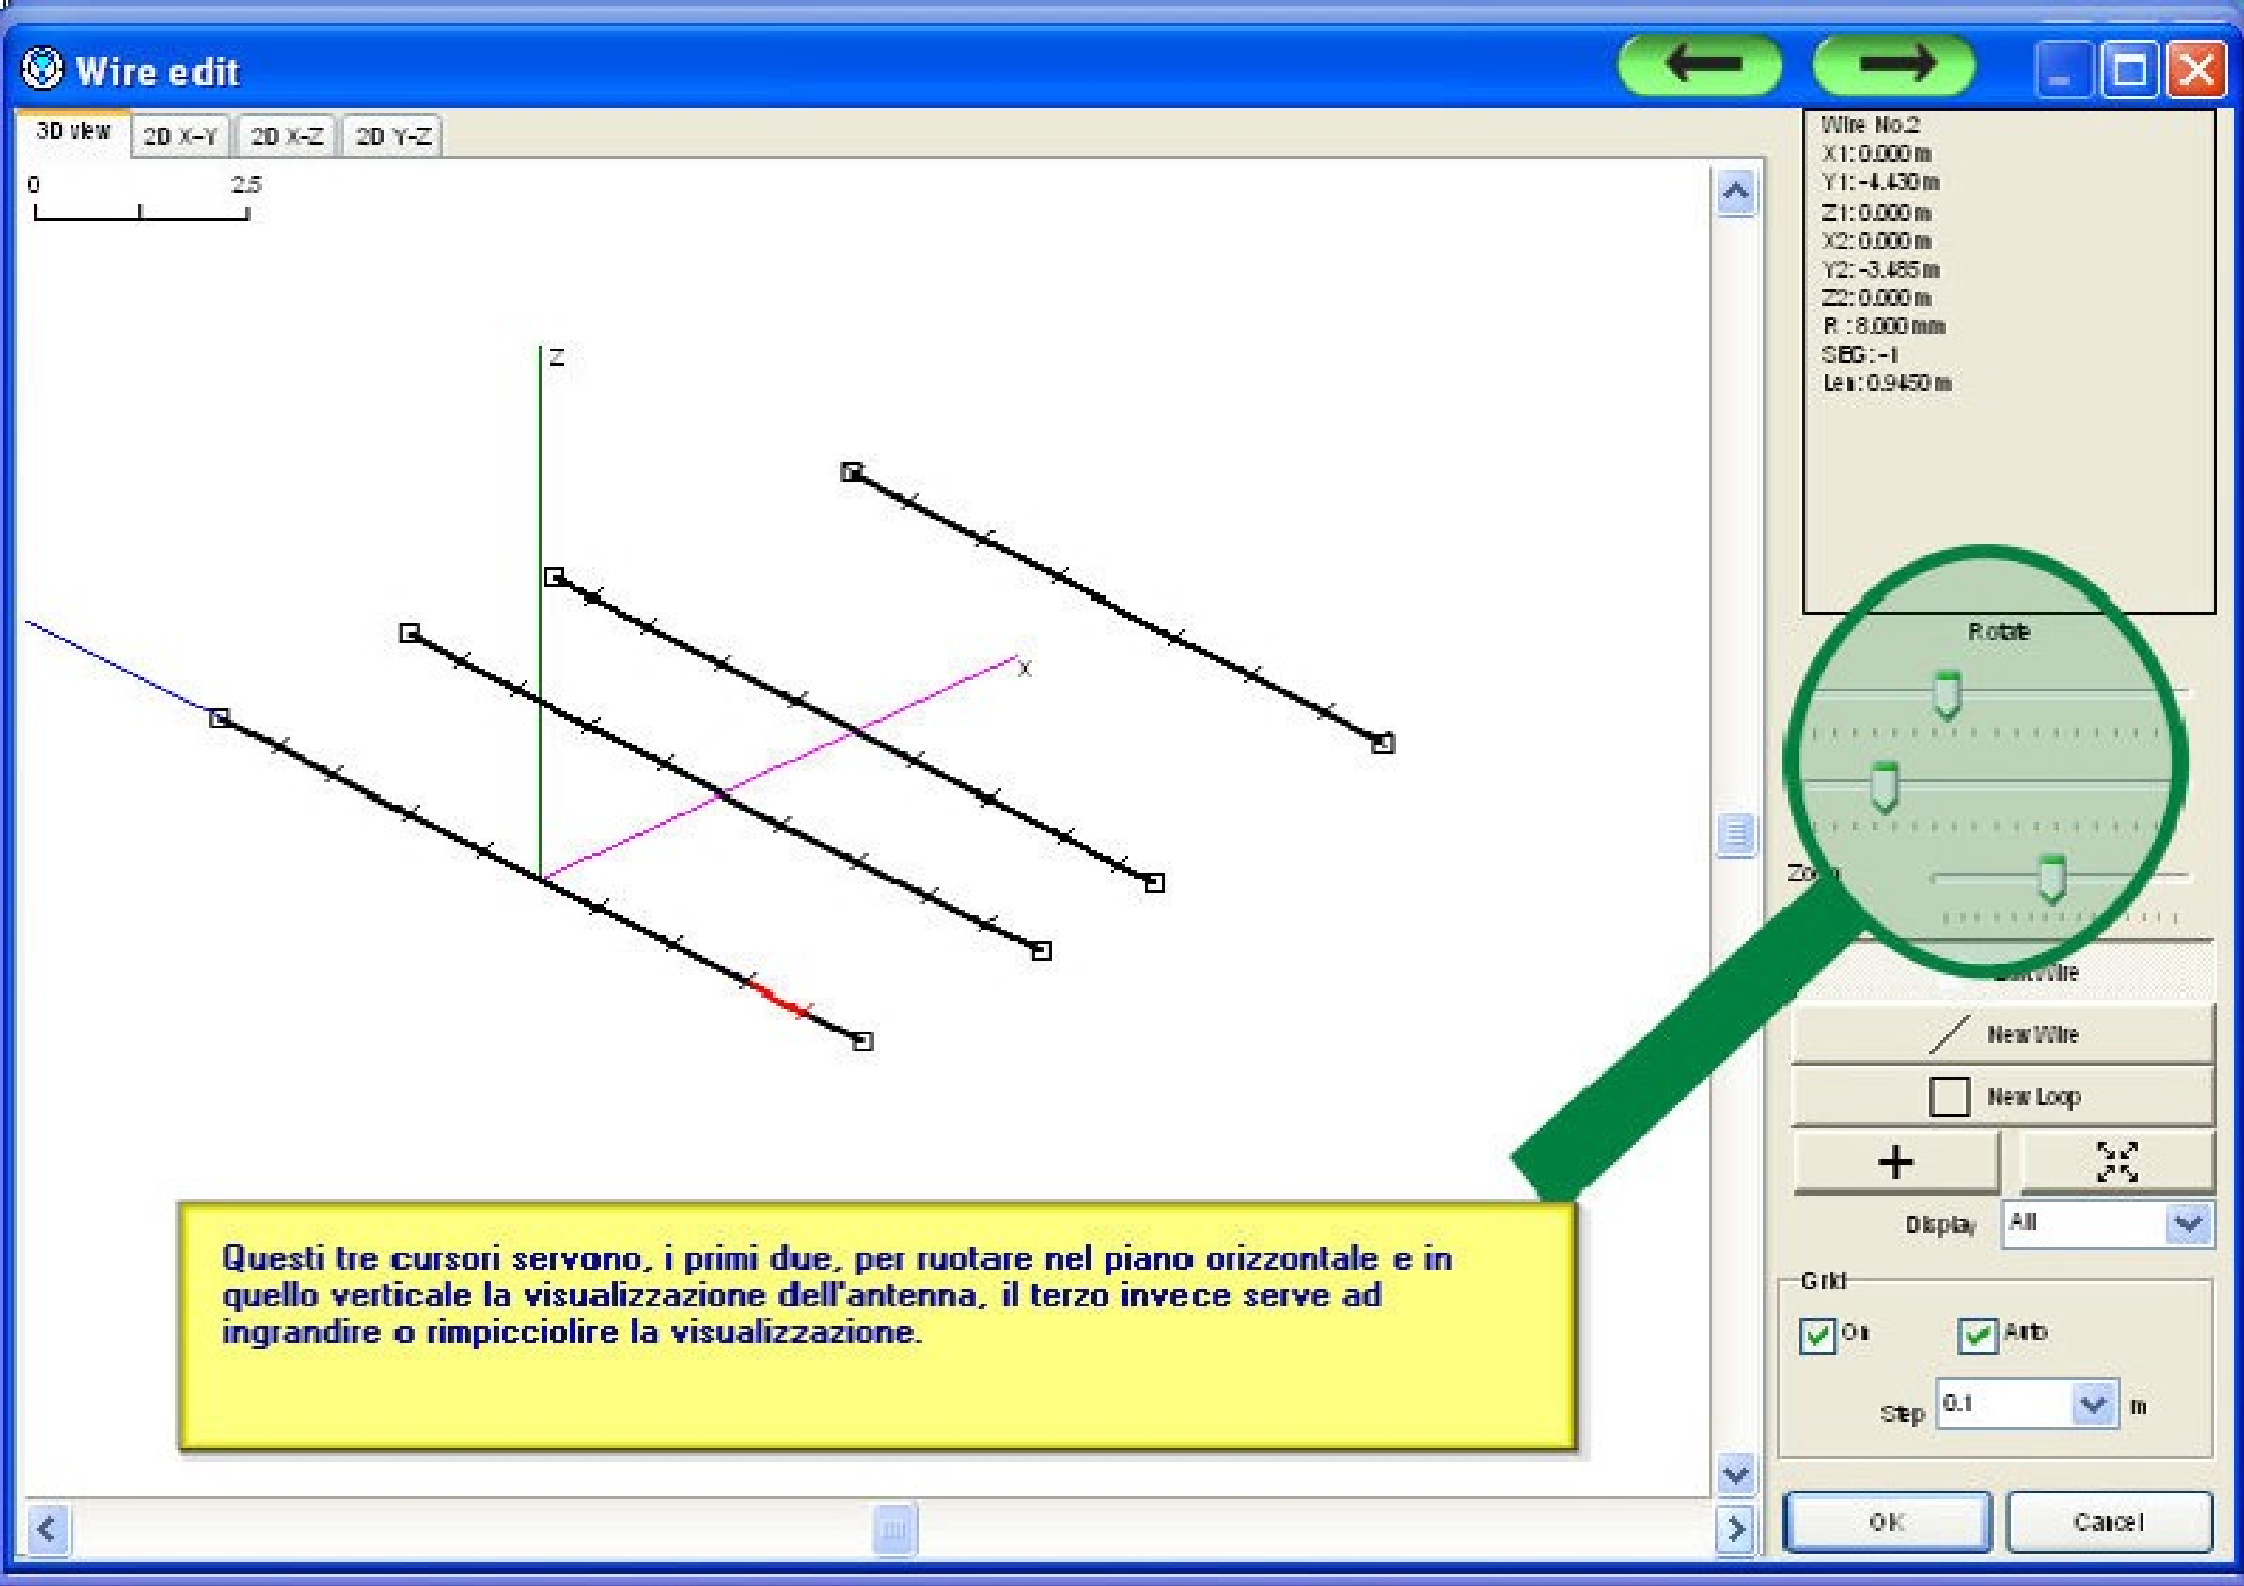 Wire edit
3D view 2D X-Y 2D X-Z 2D Y-Z
0 2.5
Z
X
Wire No.2
X1: 0.000 m
Y1: -4.430 m
Z1: 0.000 m
X2: 0.000 m
Y2: -3.485 m
Z2: 0.000 m
R : 8.000 mm
SEG: -1
Len: 0.9450 m
Rotate
New Wire
New Loop
Display All
Grid
On Auto
Step 0.1 m
OK Cancel
Questi tre cursori servono, i primi due, per ruotare nel piano orizzontale e in
quello verticale la visualizzazione dell'antenna, il terzo invece serve ad
ingrandire o rimpicciolire la visualizzazione.